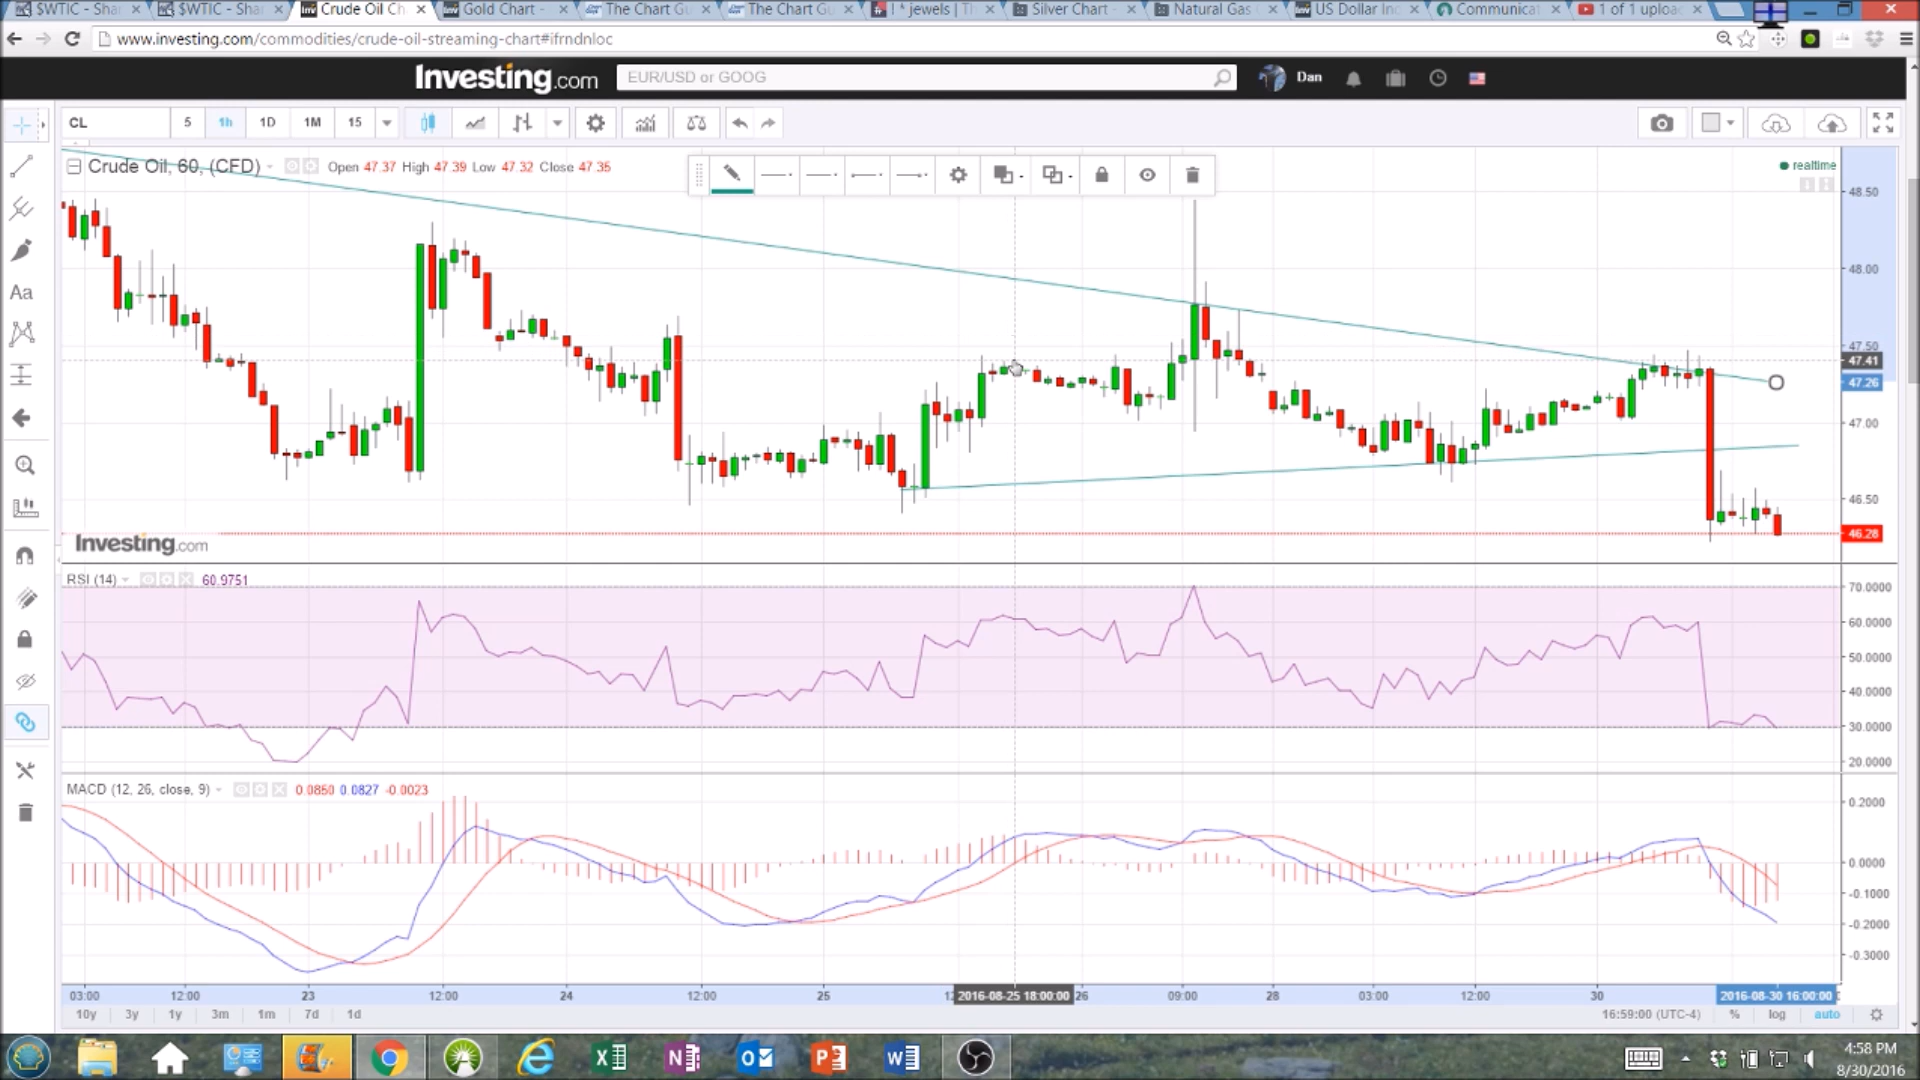 $WTIC - Sha
$WTIC - Sha
Crude Oil Ch
Gold Chart -
The Chart Gu
The Chart Gu
! * jewels | Th
Silver Chart -
Natural Gas
US Dollar In
Communica
1 of 1 uploa
www.investing.com/commodities/crude-oil-streaming-chart#ifrndnloc
Investing.com
EUR/USD or GOOG
Dan
CL
5
1h
1D
1M
15
Aa
Crude Oil, 60, (CFD)
Open 47.37 High 47.39 Low 47.32 Close 47.35
realtime
48.50
48.00
47.50
47.41
47.26
47.00
46.50
46.28
Investing.com
RSI (14)
60.9751
70.0000
60.0000
50.0000
40.0000
30.0000
20.0000
MACD (12, 26, close, 9)
0.0850 0.0827 -0.0023
0.2000
0.0000
-0.1000
-0.2000
-0.3000
03:00
12:00
23
12:00
24
12:00
25
2016-08-25 18:00:00
26
09:00
28
03:00
12:00
30
2016-08-30 16:00:00
10y
3y
1y
3m
1m
7d
1d
16:59:00 (UTC-4)
%
log
auto
4:58 PM
8/30/2016